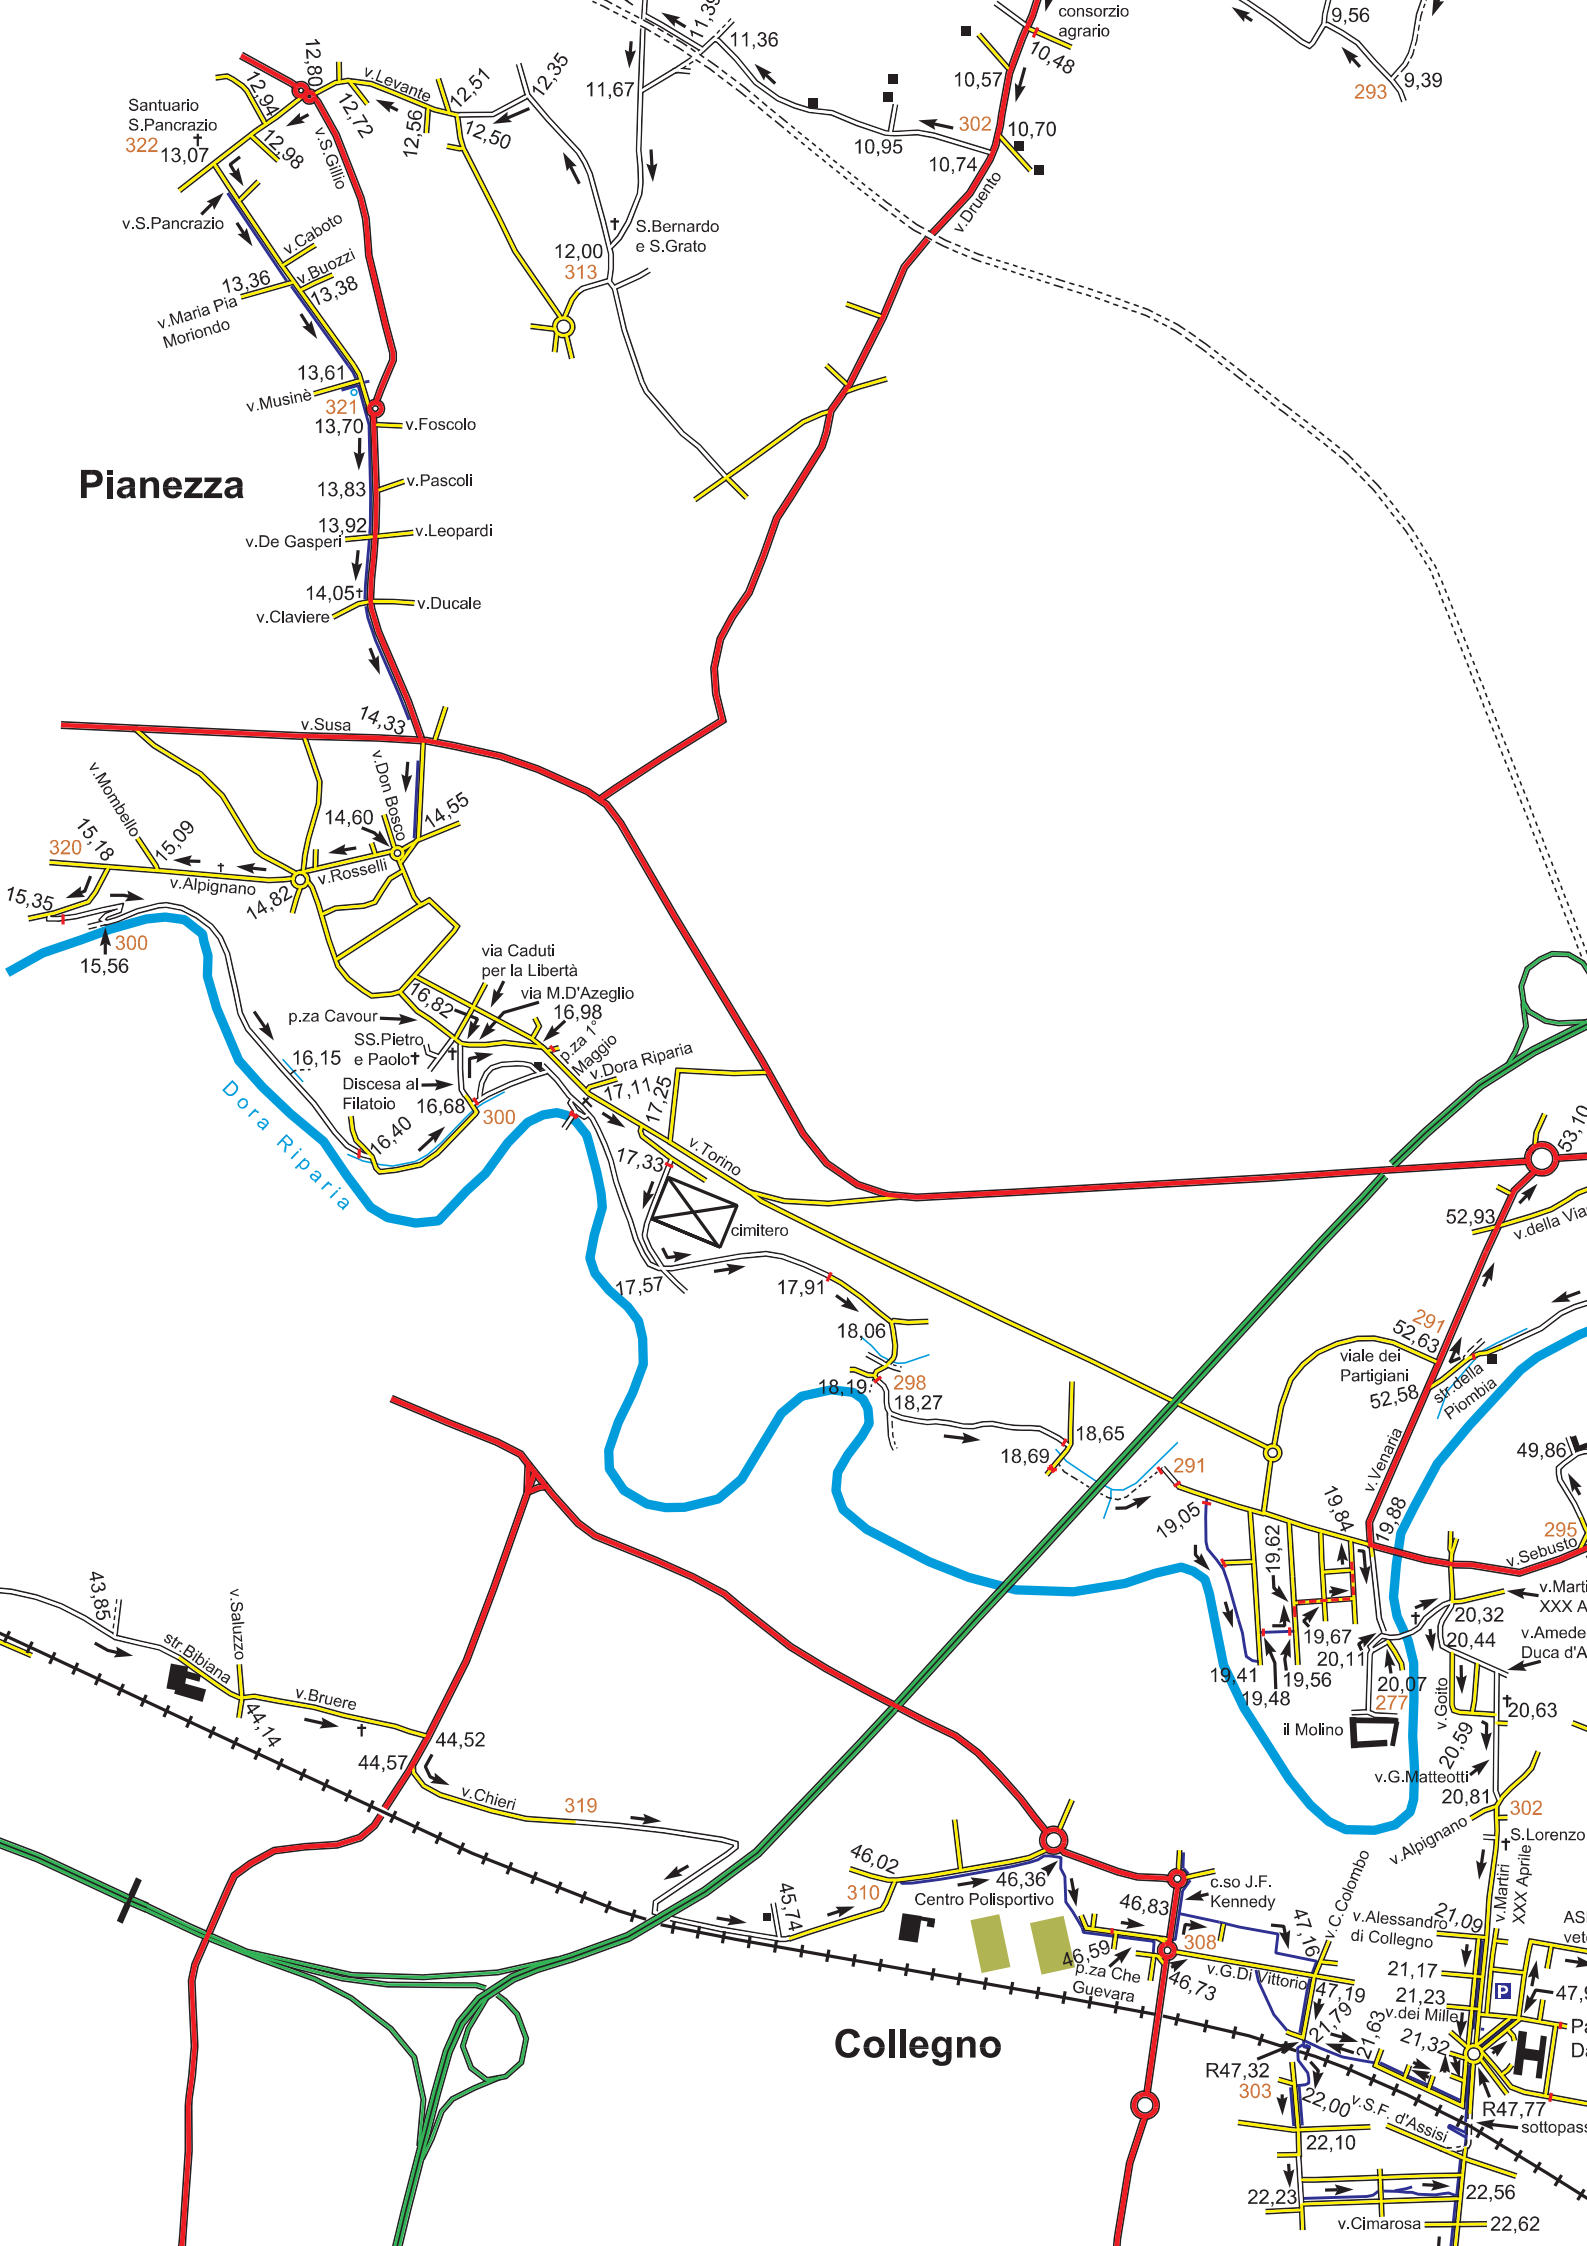 consorzio
agrario
9,56
9,39
293
11,39
11,36
10,48
10,57
11,67
302
10,70
10,95
10,74
v.Druento
12,80
12,94
v.Levante
12,72
12,51
12,35
12,56
12,50
Santuario
S.Pancrazio
322
13,07
12,98
v.S.Gillio
v.S.Pancrazio
S.Bernardo
e S.Grato
12,00
313
v.Caboto
v.Buozzi
13,36
13,38
v.Maria Pia
Moriondo
13,61
v.Musinè
321
13,70
v.Foscolo
Pianezza
13,83
v.Pascoli
13,92
v.De Gasperi
v.Leopardi
14,05
v.Claviere
v.Ducale
v.Susa
14,33
v.Don Bosco
v.Mombello
14,60
14,55
320
15,18
15,09
v.Rosselli
v.Alpignano
14,82
15,35
300
15,56
via Caduti
per la Libertà
via M.D'Azeglio
16,82
16,98
p.za Cavour
SS.Pietro
e Paolo
p.za 1°
Maggio
v.Dora Riparia
16,15
Discesa al
Filatoio
17,11
17,25
16,68
300
16,40
Dora Riparia
v.Torino
17,33
cimitero
17,57
17,91
18,06
18,19
298
18,27
18,65
18,69
53,10
52,93
v.della Via
291
52,63
viale dei
Partigiani
52,58
str.della
Piombia
v.Venaria
49,86
291
19,05
19,84
19,88
295
v.Sebusto
19,62
v.Marti
XXX A
20,32
v.Amede
Duca d'A
20,44
19,67
20,11
19,41
19,56
19,48
20,07
277
il Molino
v.Goito
20,63
20,59
v.G.Matteotti
20,81
302
v.Alpignano
S.Lorenzo
43,85
v.Saluzzo
str.Bibiana
v.Bruere
44,14
44,52
44,57
v.Chieri
319
46,02
310
46,36
45,74
Centro Polisportivo
46,83
c.so J.F.
Kennedy
308
47,16
v.C.Colombo
v.Alessandro
di Collegno
21,09
v.Martiri
XXX Aprile
AS
vete
46,59
p.za Che
Guevara
46,73
v.G.Di Vittorio
47,19
21,17
21,23
P
47,9
v.dei Mille
21,79
21,63
21,32
Pa
Da
Collegno
R47,32
303
22,00
v.S.F. d'Assisi
R47,77
sottopass
22,10
22,23
22,56
v.Cimarosa
22,62